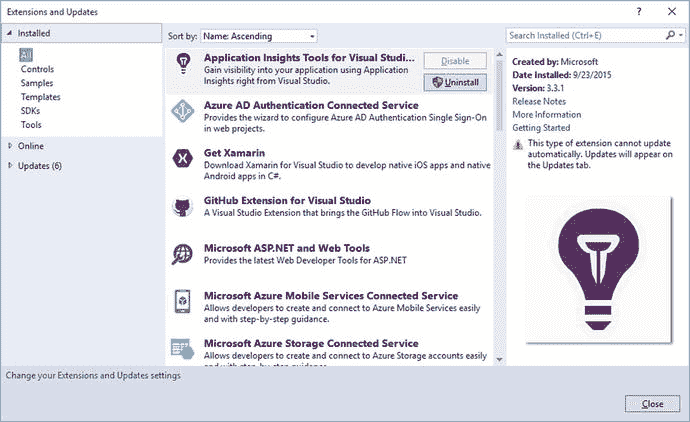 Extensions and Updates
? ×
Installed
All
Controls
Samples
Templates
SDKs
Tools
Online
Updates (6)
Sort by: Name: Ascending
Application Insights Tools for Visual Studi...
Gain visibility into your application using Application
Insights right from Visual Studio.
Disable
Uninstall
Azure AD Authentication Connected Service
Provides the wizard to configure Azure AD Authentication Single Sign-On
in web projects.
Get Xamarin
Download Xamarin for Visual Studio to develop native iOS apps and native
Android apps in C#.
GitHub Extension for Visual Studio
A Visual Studio Extension that brings the GitHub Flow into Visual Studio.
Microsoft ASP.NET and Web Tools
Provides the latest Web Developer Tools for ASP.NET
Microsoft Azure Mobile Services Connected Service
Allows developers to create and connect to Azure Mobile Services easily
and with step-by-step guidance.
Microsoft Azure Storage Connected Service
Allows developers to create and connect to Azure Storage accounts easily
and with step-by-step guidance.
Search Installed (Ctrl+E)
Created by: Microsoft
Date Installed: 9/23/2015
Version: 3.3.1
Release Notes
More Information
Getting Started
This type of extension cannot update
automatically. Updates will appear on
the Updates tab.
Change your Extensions and Updates settings
Close